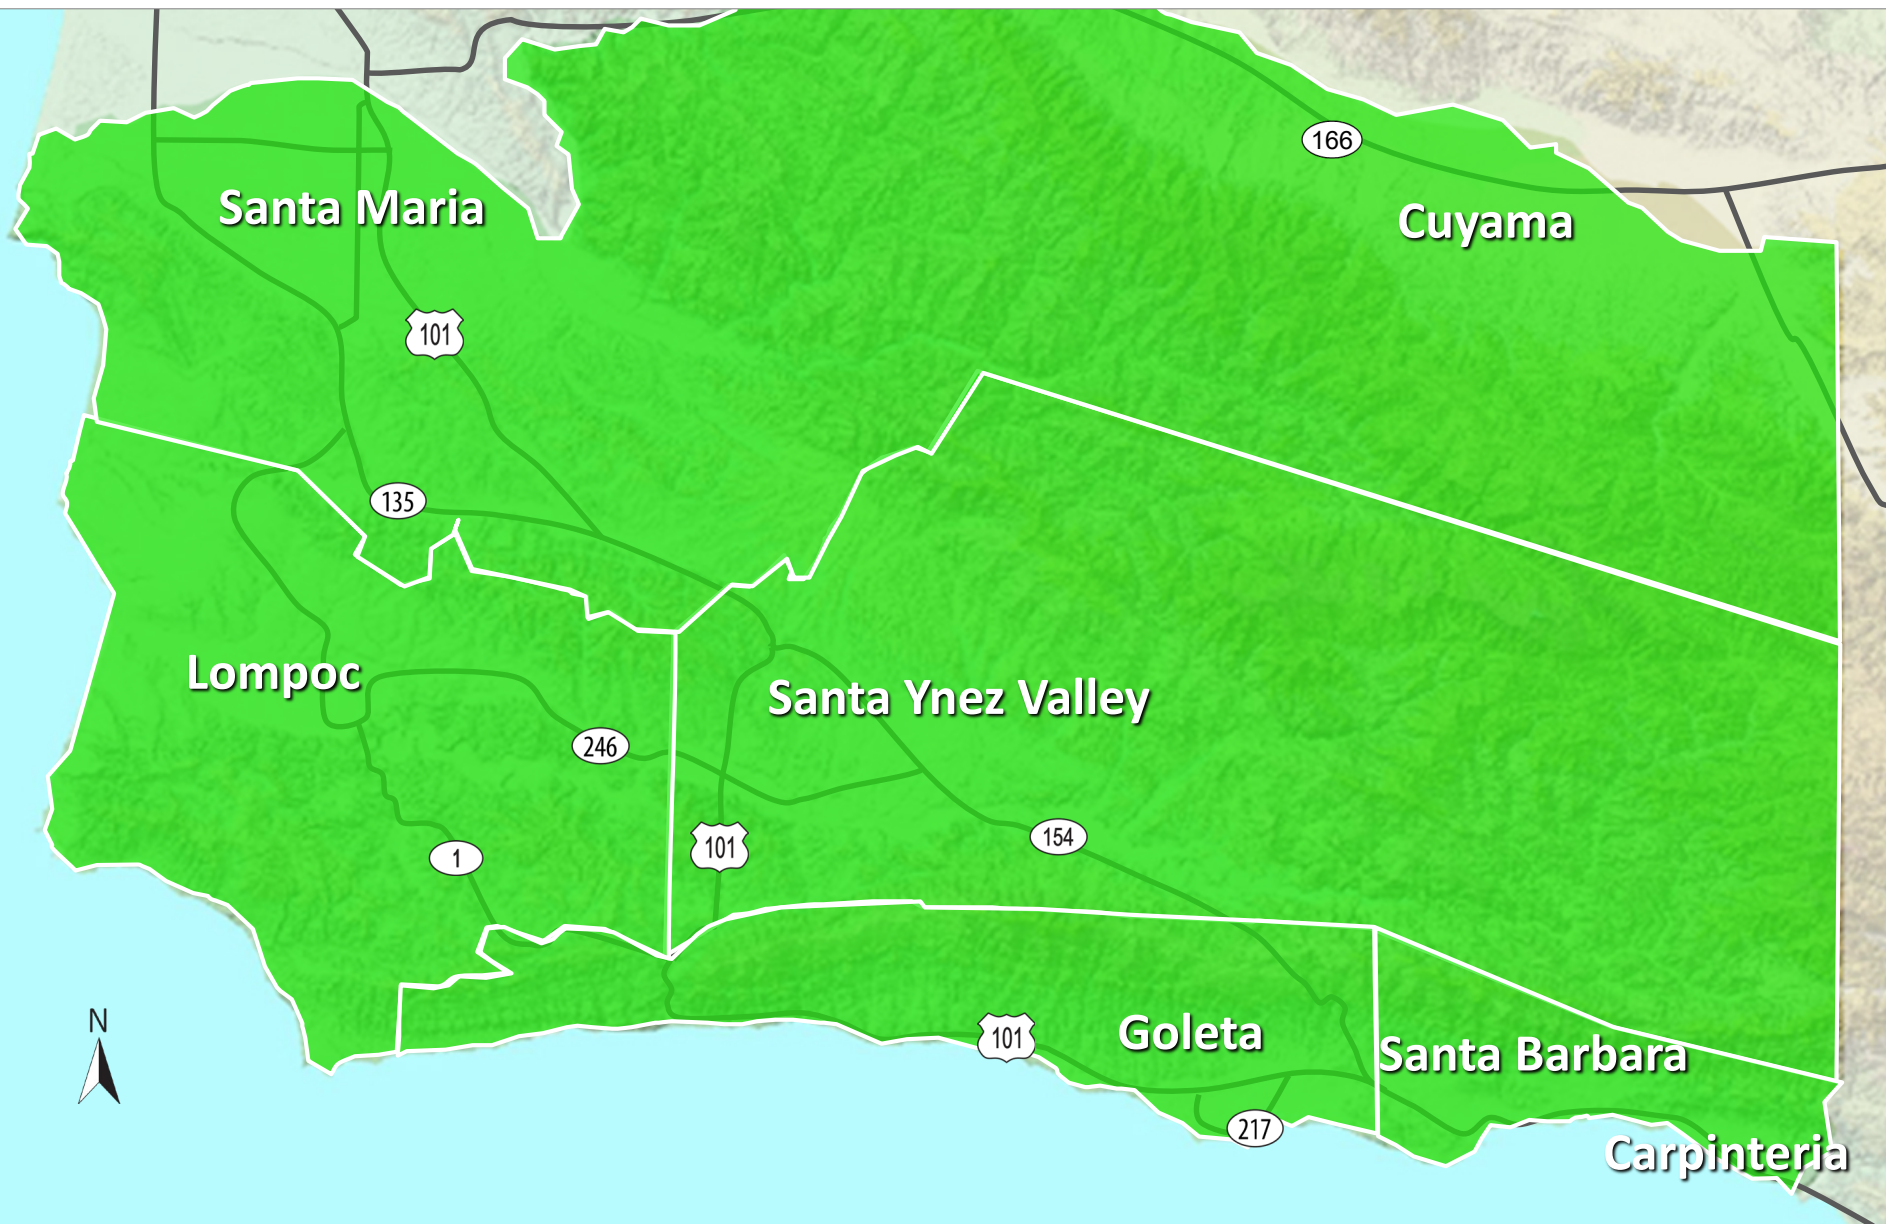 166
Santa Maria
Cuyama
101
135
Lompoc
Santa Ynez Valley
246
101
154
1
N
101
Goleta
Santa Barbara
217
Carpinteria